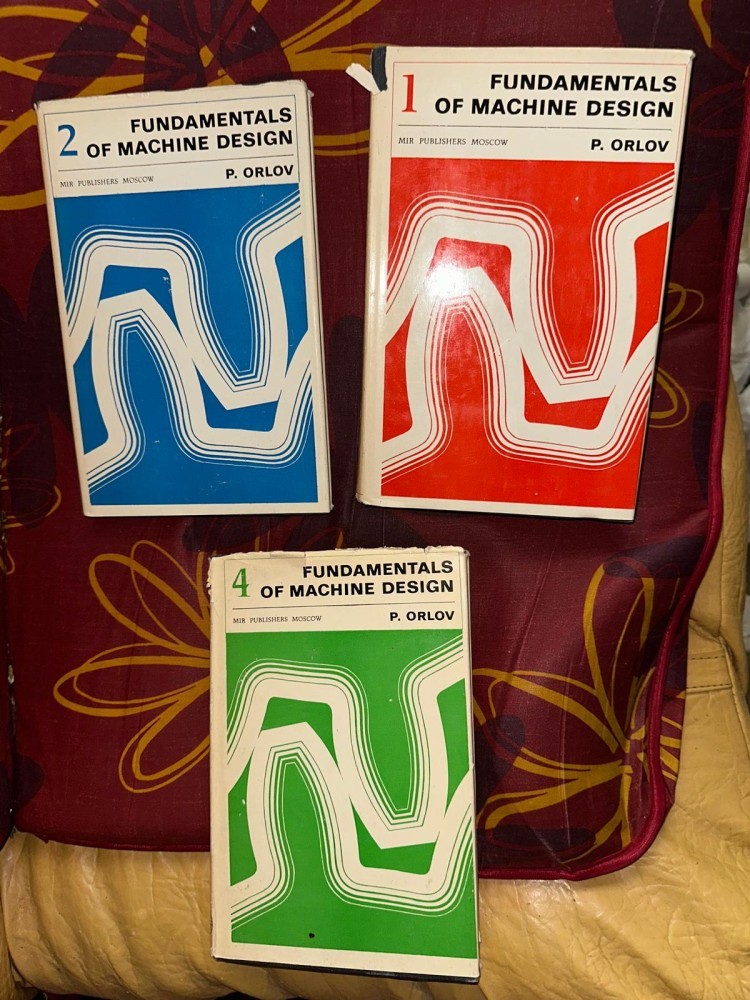 2
FUNDAMENTALS
OF MACHINE DESIGN
MIR PUBLISHERS MOSCOW
P. ORLOV
1
FUNDAMENTALS
OF MACHINE DESIGN
MIR PUBLISHERS MOSCOW
P. ORLOV
4
FUNDAMENTALS
OF MACHINE DESIGN
MIR PUBLISHERS MOSCOW
P. ORLOV